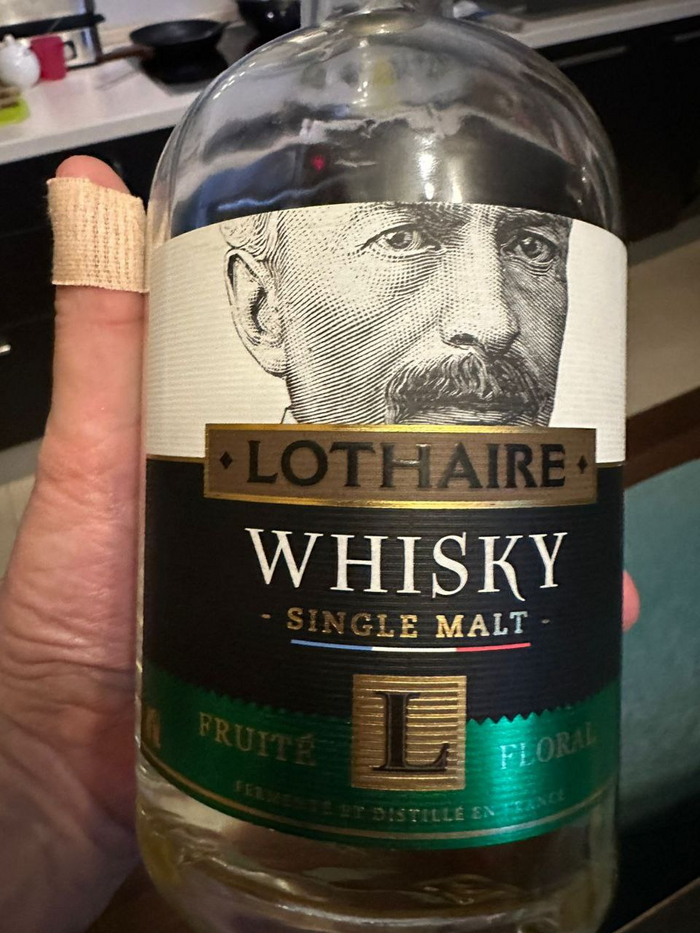 LOTHAIRE
WHISKY
- SINGLE MALT -
L
FRUITÉ FLORAL
FERMENTÉ ET DISTILLÉ EN FRANCE